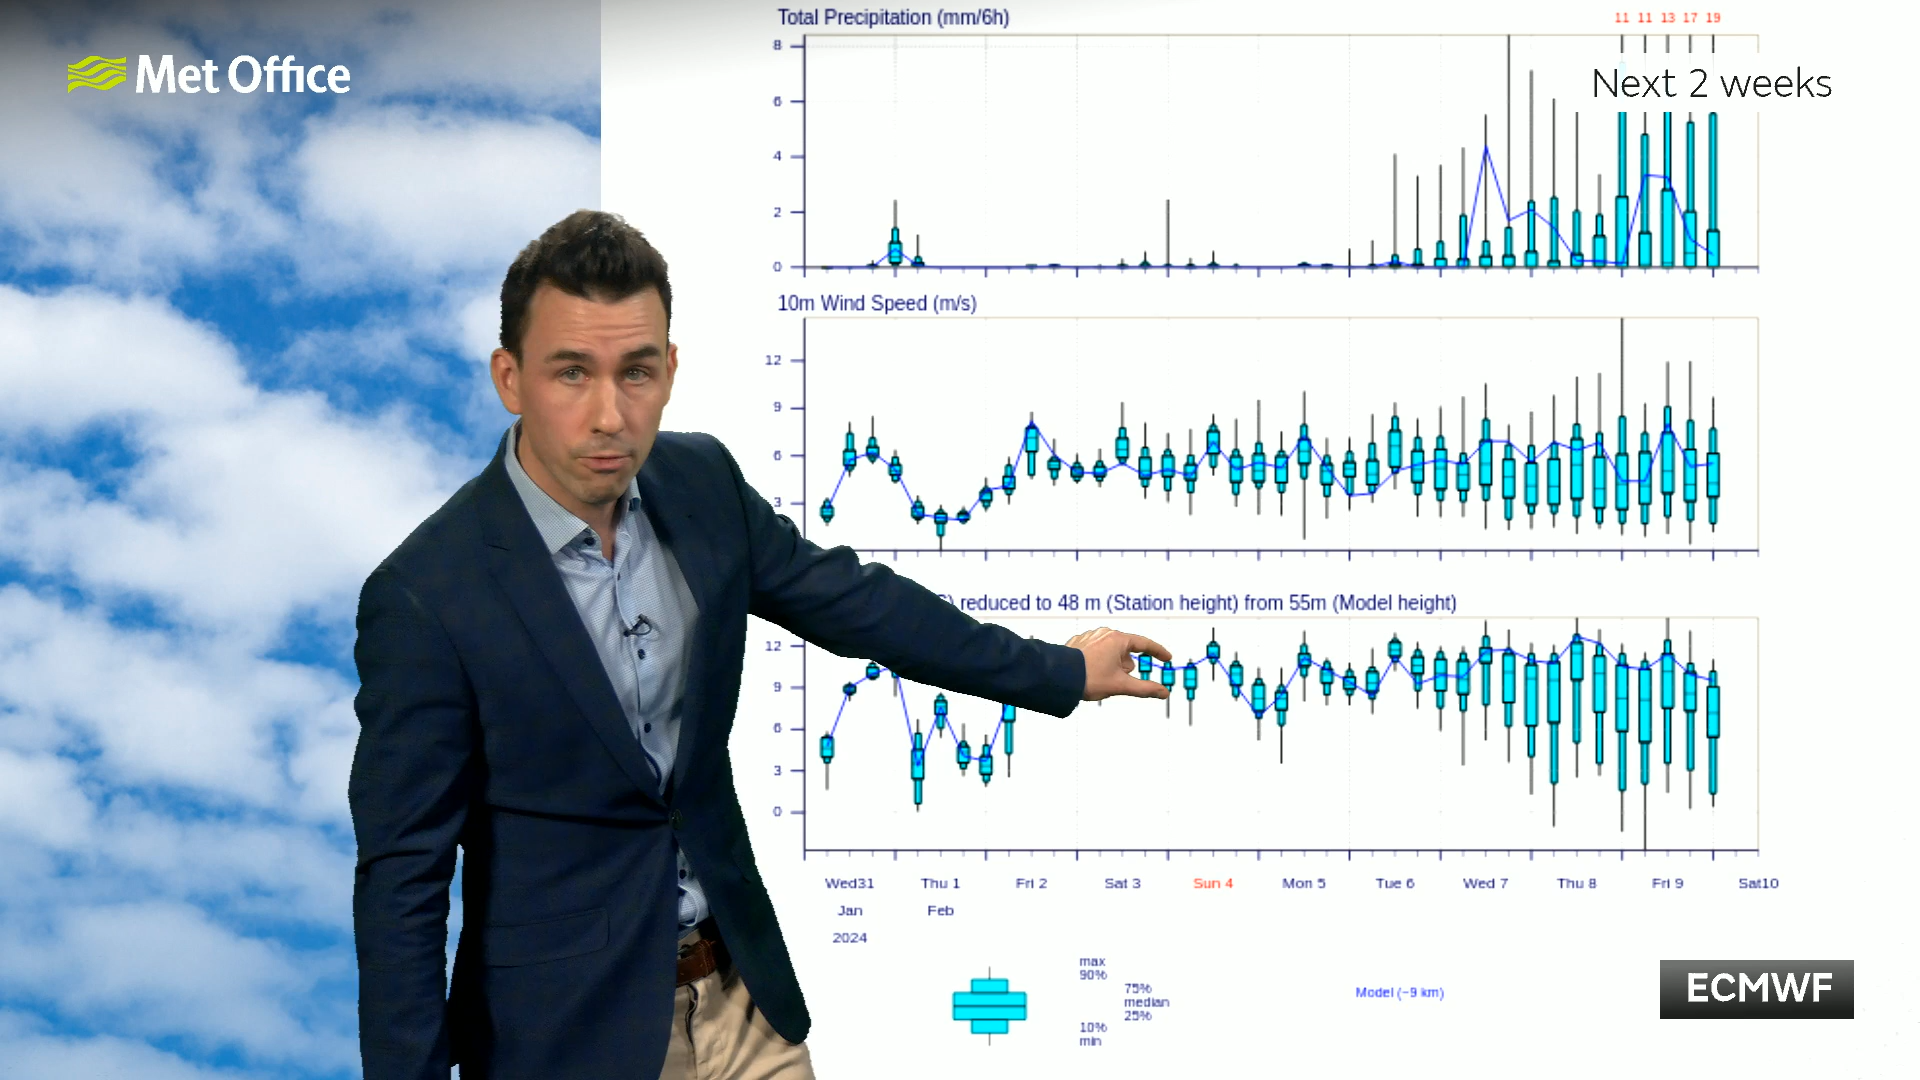 Met Office
Total Precipitation (mm/6h)
11 11 13 17 19
Next 2 weeks
8
6
4
2
0
10m Wind Speed (m/s)
12
9
6
3
reduced to 48 m (Station height) from 55m (Model height)
12
9
6
3
0
Wed31 Thu 1 Fri 2 Sat 3 Sun 4 Mon 5 Tue 6 Wed 7 Thu 8 Fri 9 Sat10
Jan Feb
2024
max
90%
75%
median
25%
10%
min
Model (~9 km)
ECMWF